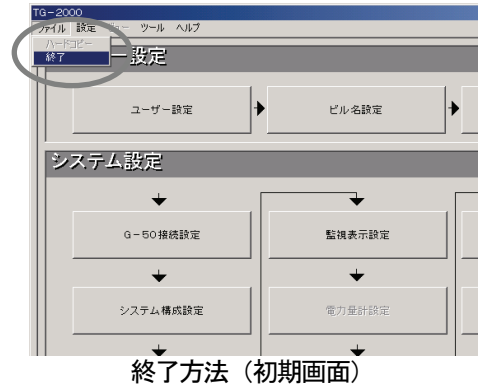 TG-2000
ファイル 設定 ー ツール ヘルプ
ハードコピー
終了
ー設定
ユーザー設定
ビル名設定
システム設定
G－50接続設定
監視表示設定
システム構成設定
電力量計設定
終了方法（初期画面）